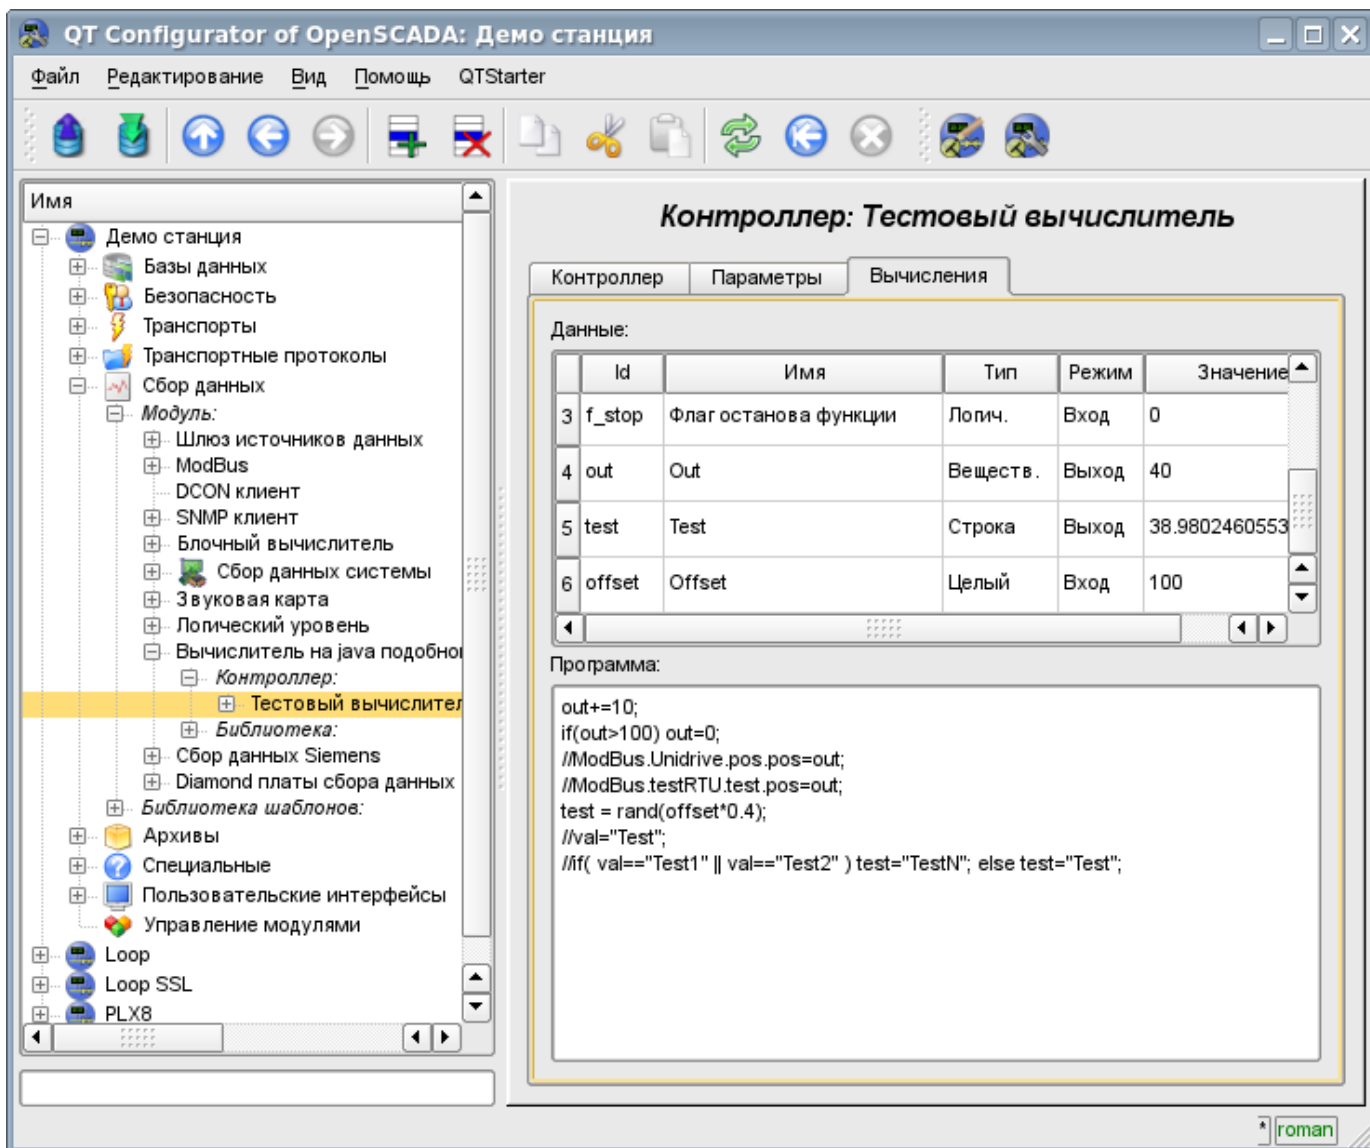 QT Configurator of OpenSCADA: Демо станция
Файл Редактирование Вид Помощь QTStarter
Имя
Демо станция
Базы данных
Безопасность
Транспорты
Транспортные протоколы
Сбор данных
Модуль:
Шлюз источников данных
ModBus
DCON клиент
SNMP клиент
Блочный вычислитель
Сбор данных системы
Звуковая карта
Логический уровень
Вычислитель на java подобно
Контроллер:
Тестовый вычислител
Библиотека:
Сбор данных Siemens
Diamond платы сбора данных
Библиотека шаблонов:
Архивы
Специальные
Пользовательские интерфейсы
Управление модулями
Loop
Loop SSL
PLX8
Контроллер: Тестовый вычислитель
Контроллер Параметры Вычисления
Данные:
Id Имя Тип Режим Значение
3 f_stop Флаг останова функции Логич. Вход 0
4 out Out Веществ. Выход 40
5 test Test Строка Выход 38.9802460553
6 offset Offset Целый Вход 100
Программа:
out+=10;
if(out>100) out=0;
//ModBus.Unidrive.pos.pos=out;
//ModBus.testRTU.test.pos=out;
test = rand(offset*0.4);
//val="Test";
//if( val=="Test1" || val=="Test2" ) test="TestN"; else test="Test";
* roman